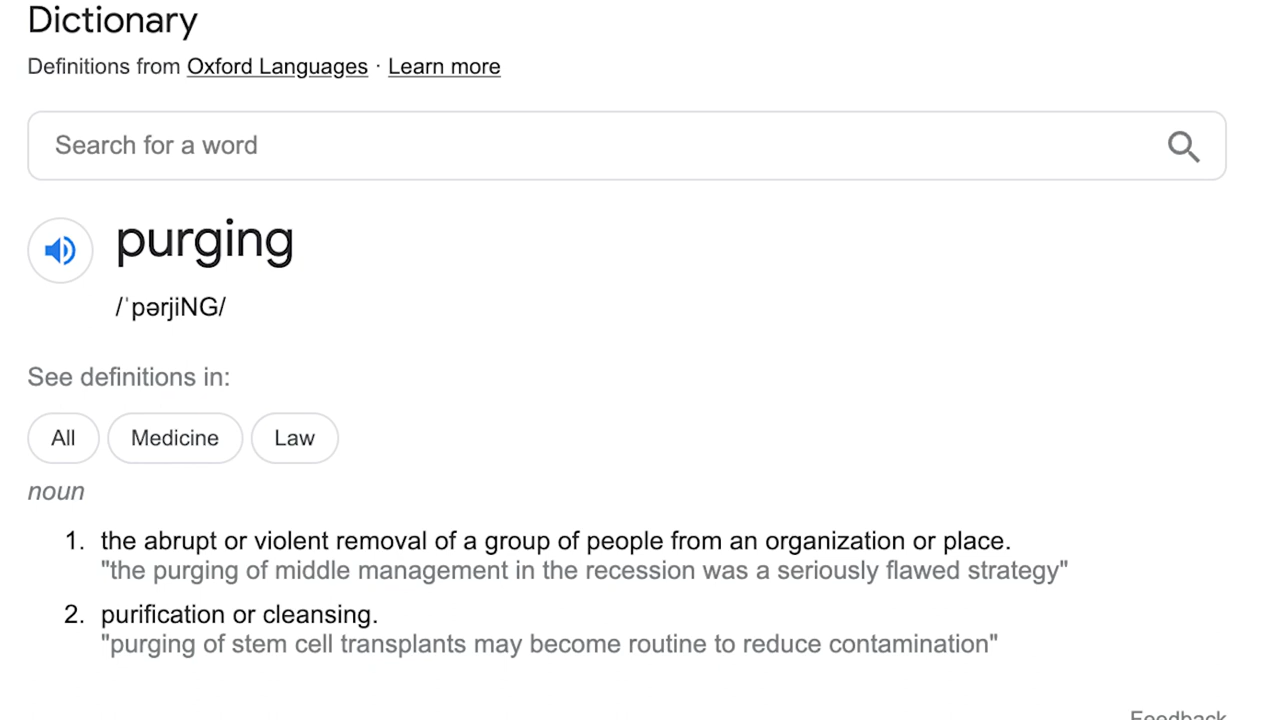 Dictionary
Definitions from Oxford Languages · Learn more
Search for a word
purging
/ˈpərjiNG/
See definitions in:
All Medicine Law
noun
1. the abrupt or violent removal of a group of people from an organization or place.
"the purging of middle management in the recession was a seriously flawed strategy"
2. purification or cleansing.
"purging of stem cell transplants may become routine to reduce contamination"
Feedback